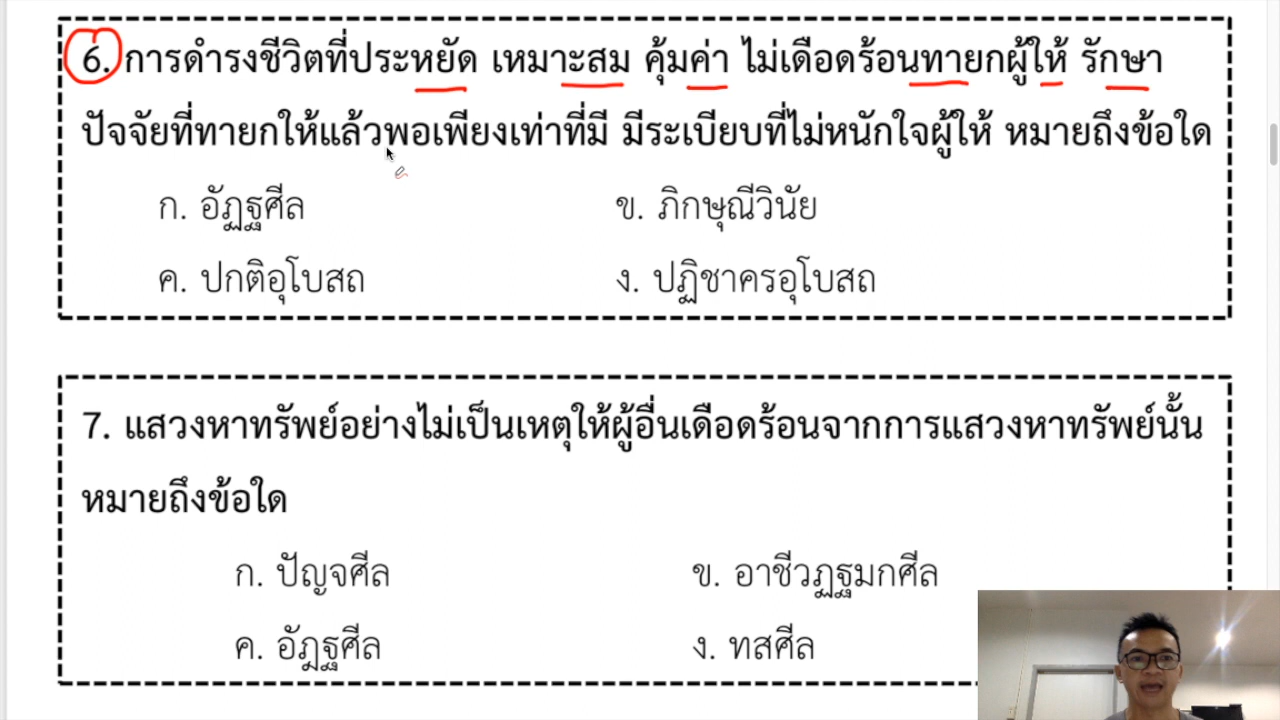 6. การดำรงชีวิตที่ประหยัด เหมาะสม คุ้มค่า ไม่เดือดร้อนทายกผู้ให้ รักษา
ปัจจัยที่ทายกให้แล้วพอเพียงเท่าที่มี มีระเบียบที่ไม่หนักใจผู้ให้ หมายถึงข้อใด
ก. อัฏฐศีล ข. ภิกษุณีวินัย
ค. ปกติอุโบสถ ง. ปฏิชาครอุโบสถ
7. แสวงหาทรัพย์อย่างไม่เป็นเหตุให้ผู้อื่นเดือดร้อนจากการแสวงหาทรัพย์นั้น
หมายถึงข้อใด
ก. ปัญจศีล ข. อาชีวฏฐมกศีล
ค. อัฏฐศีล ง. ทสศีล